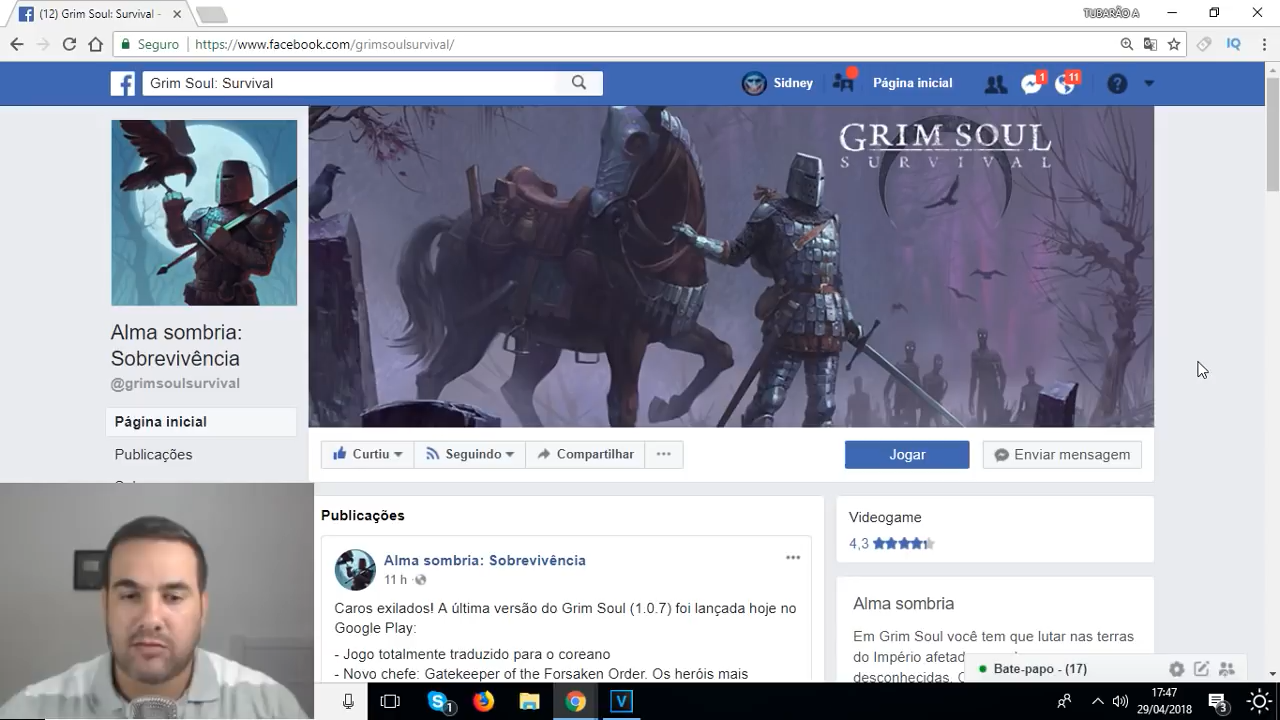 (12) Grim Soul: Survival -
TUBARÃO A
Seguro
https://www.facebook.com/grimsoulsurvival/
Grim Soul: Survival
Sidney
Página inicial
1
11
GRIM SOUL
SURVIVAL
Alma sombria:
Sobrevivência
@grimsoulsurvival
Página inicial
Publicações
Curtiu
Seguindo
Compartilhar
Jogar
Enviar mensagem
Publicações
Alma sombria: Sobrevivência
11 h
Caros exilados! A última versão do Grim Soul (1.0.7) foi lançada hoje no
Google Play:
- Jogo totalmente traduzido para o coreano
- Novo chefe: Gatekeeper of the Forsaken Order. Os heróis mais
Videogame
4,3
Alma sombria
Em Grim Soul você tem que lutar nas terras
do Império
desconhecidas.
Bate-papo - (17)
17:47
29/04/2018
1
3